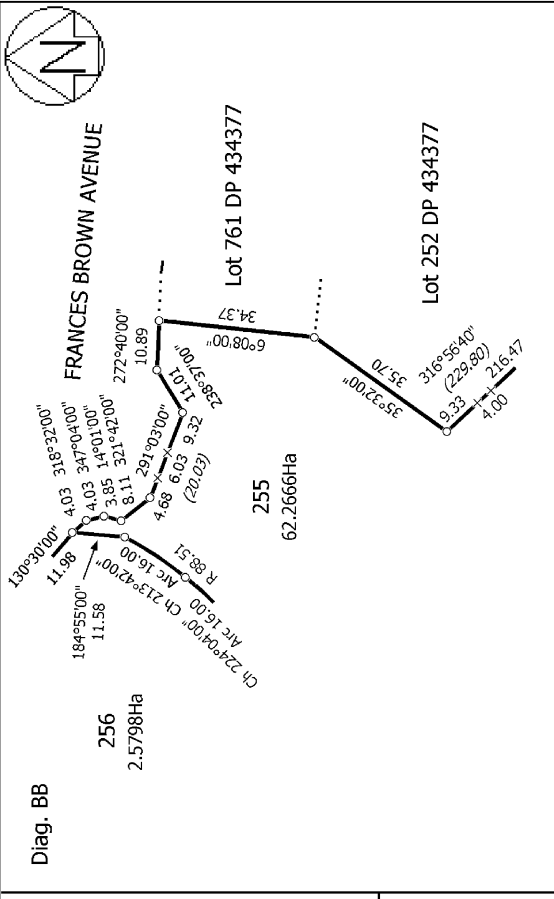 N
FRANCES BROWN AVENUE
Lot 761 DP 434377
Lot 252 DP 434377
130°30'00"
11.98
4.03 318°32'00"
4.03 347°04'00"
3.85 14°01'00"
8.11 321°42'00"
184°55'00"
11.58
272°40'00"
10.89
238°37'00"
11.01
291°03'00"
4.68 6.03 9.32
(20.03)
34.37
6°08'00"
35.70
35°32'00"
316°56'40"
(229.80)
9.33
4.00 216.47
Arc 16.00
Ch 213°42'00"
R 88.51
Arc 16.00
Ch 224°04'00"
255
62.2666Ha
256
2.5798Ha
Diag. BB